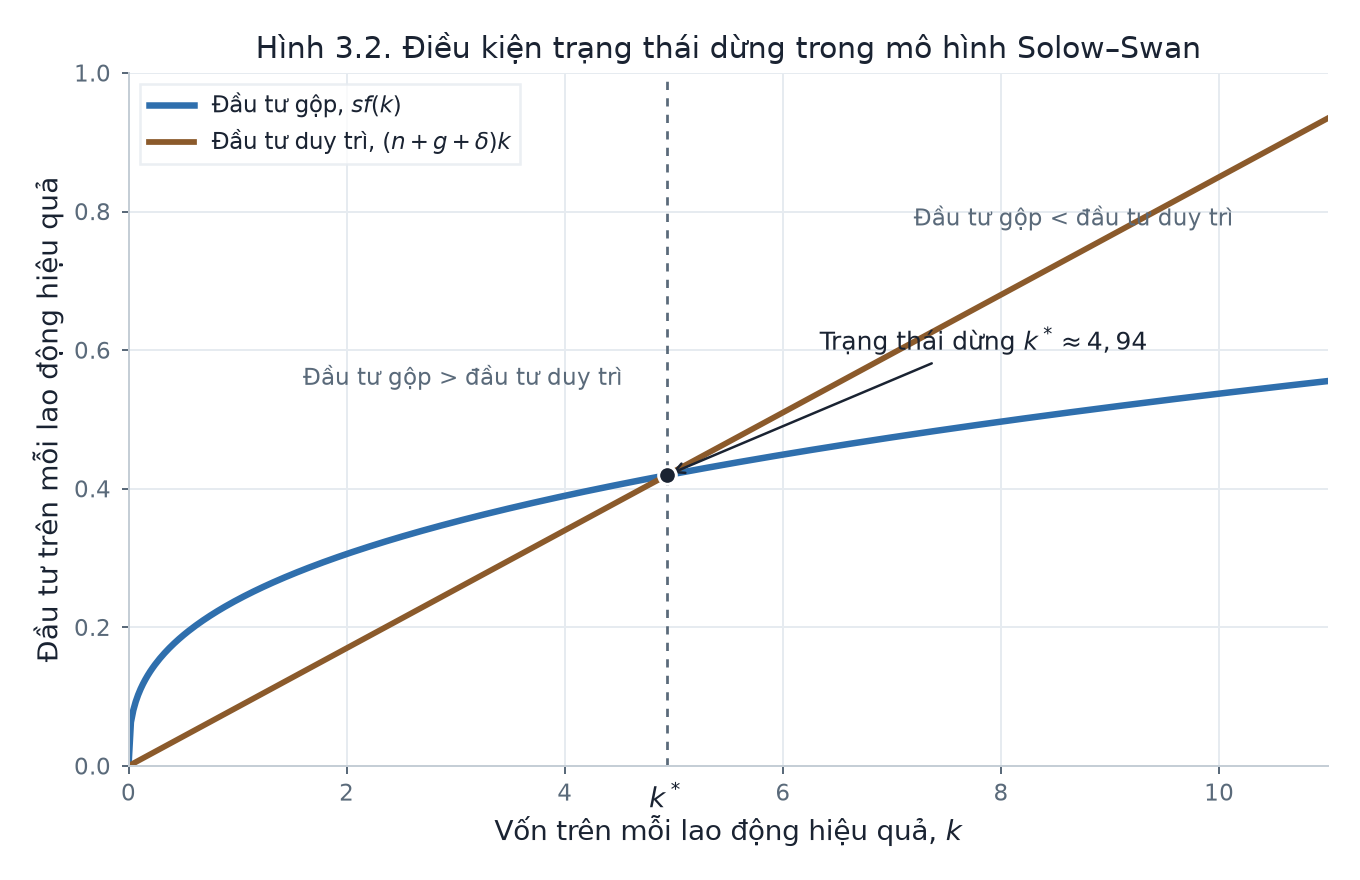 Hình 3.2. Điều kiện trạng thái dừng trong mô hình Solow–Swan
Đầu tư gộp, sf(k)
Đầu tư duy trì, (n + g + δ)k
Đầu tư trên mỗi lao động hiệu quả
1.0
0.8
0.6
0.4
0.2
0.0
Đầu tư gộp < đầu tư duy trì
Trạng thái dừng k* ≈ 4,94
Đầu tư gộp > đầu tư duy trì
0
2
4
6
8
10
k*
Vốn trên mỗi lao động hiệu quả, k